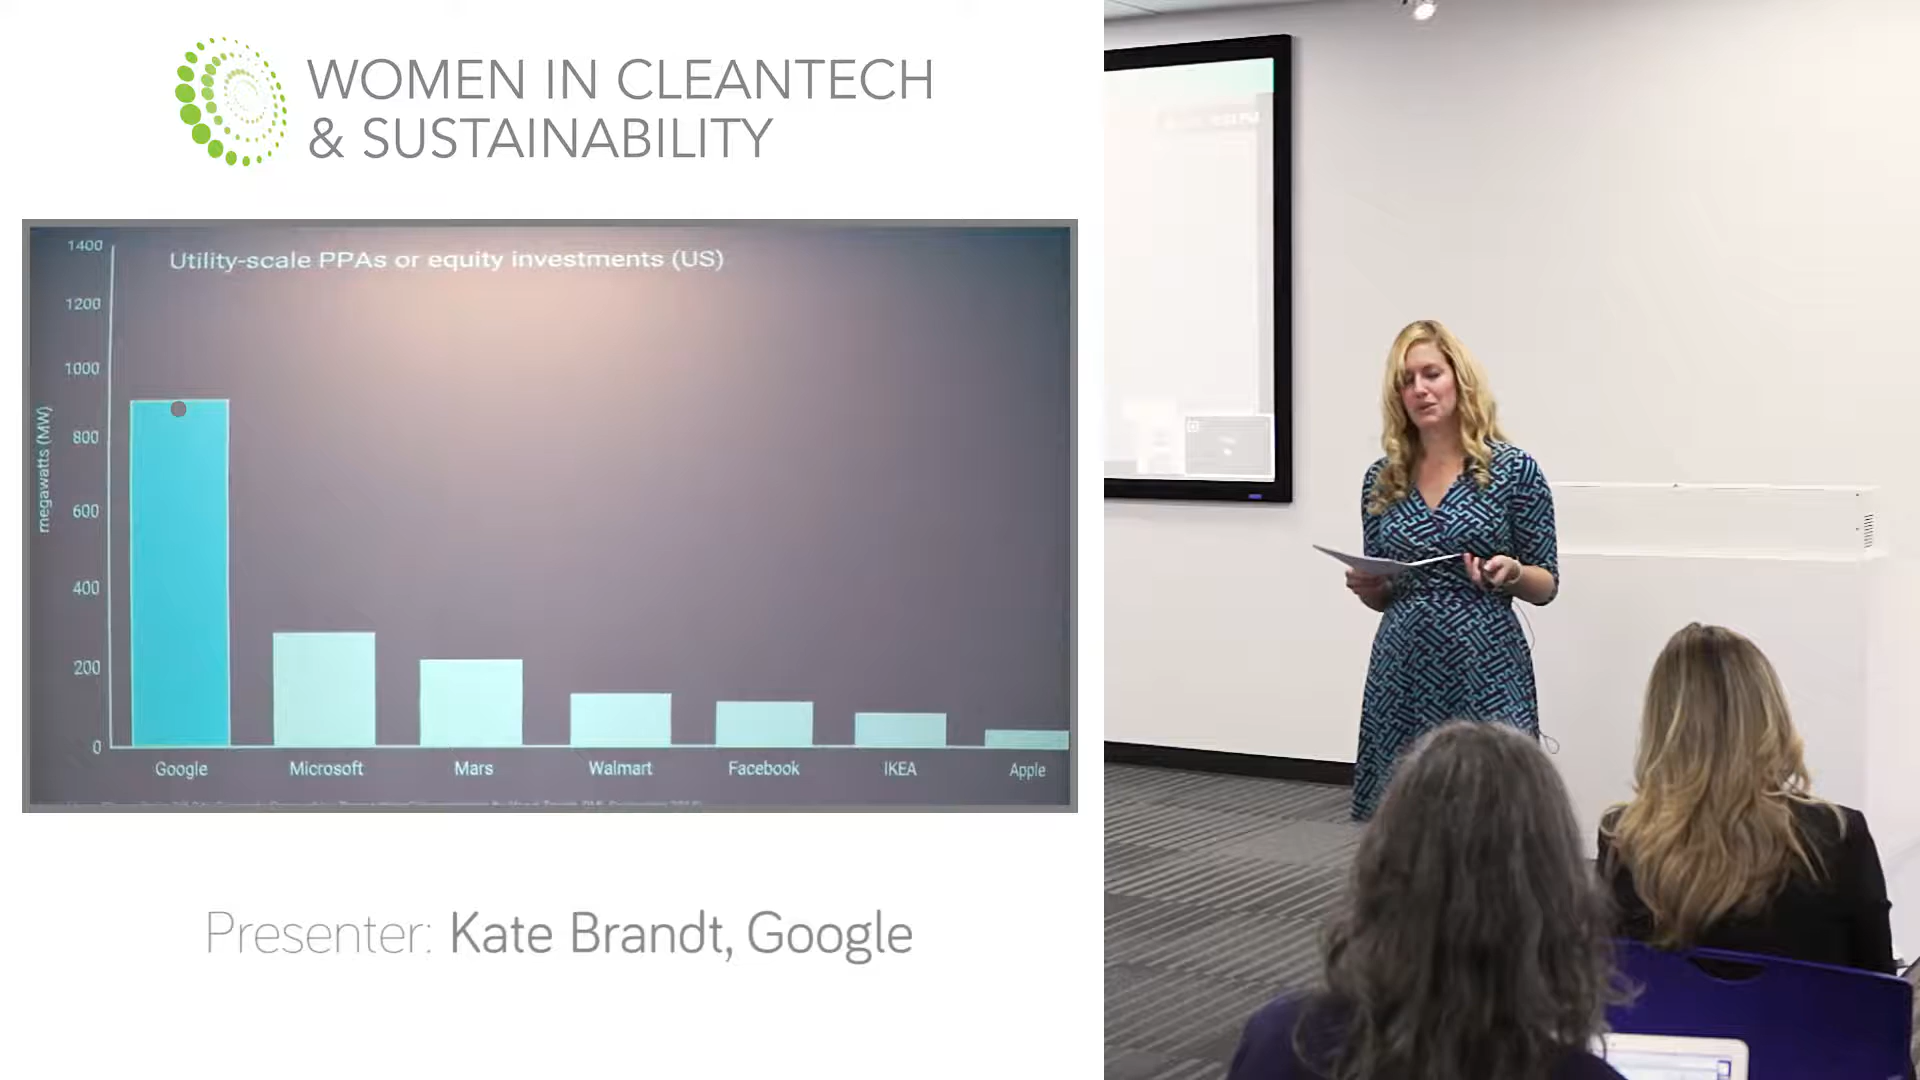 WOMEN IN CLEANTECH
& SUSTAINABILITY
Utility-scale PPAs or equity investments (US)
1400
1200
1000
800
600
400
200
0
megawatts (MW)
Google Microsoft Mars Walmart Facebook IKEA Apple
Presenter: Kate Brandt, Google